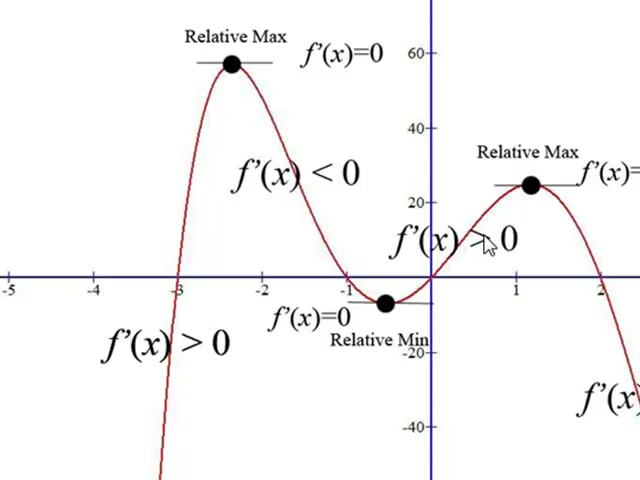 Relative Max
f'(x)=0
60
40
Relative Max
f'(x)=
f'(x) < 0
20
f'(x) > 0
-5
-3
-2
-1
1
2
f'(x)=0
Relative Min
f'(x) > 0
-20
f'(x)
-40